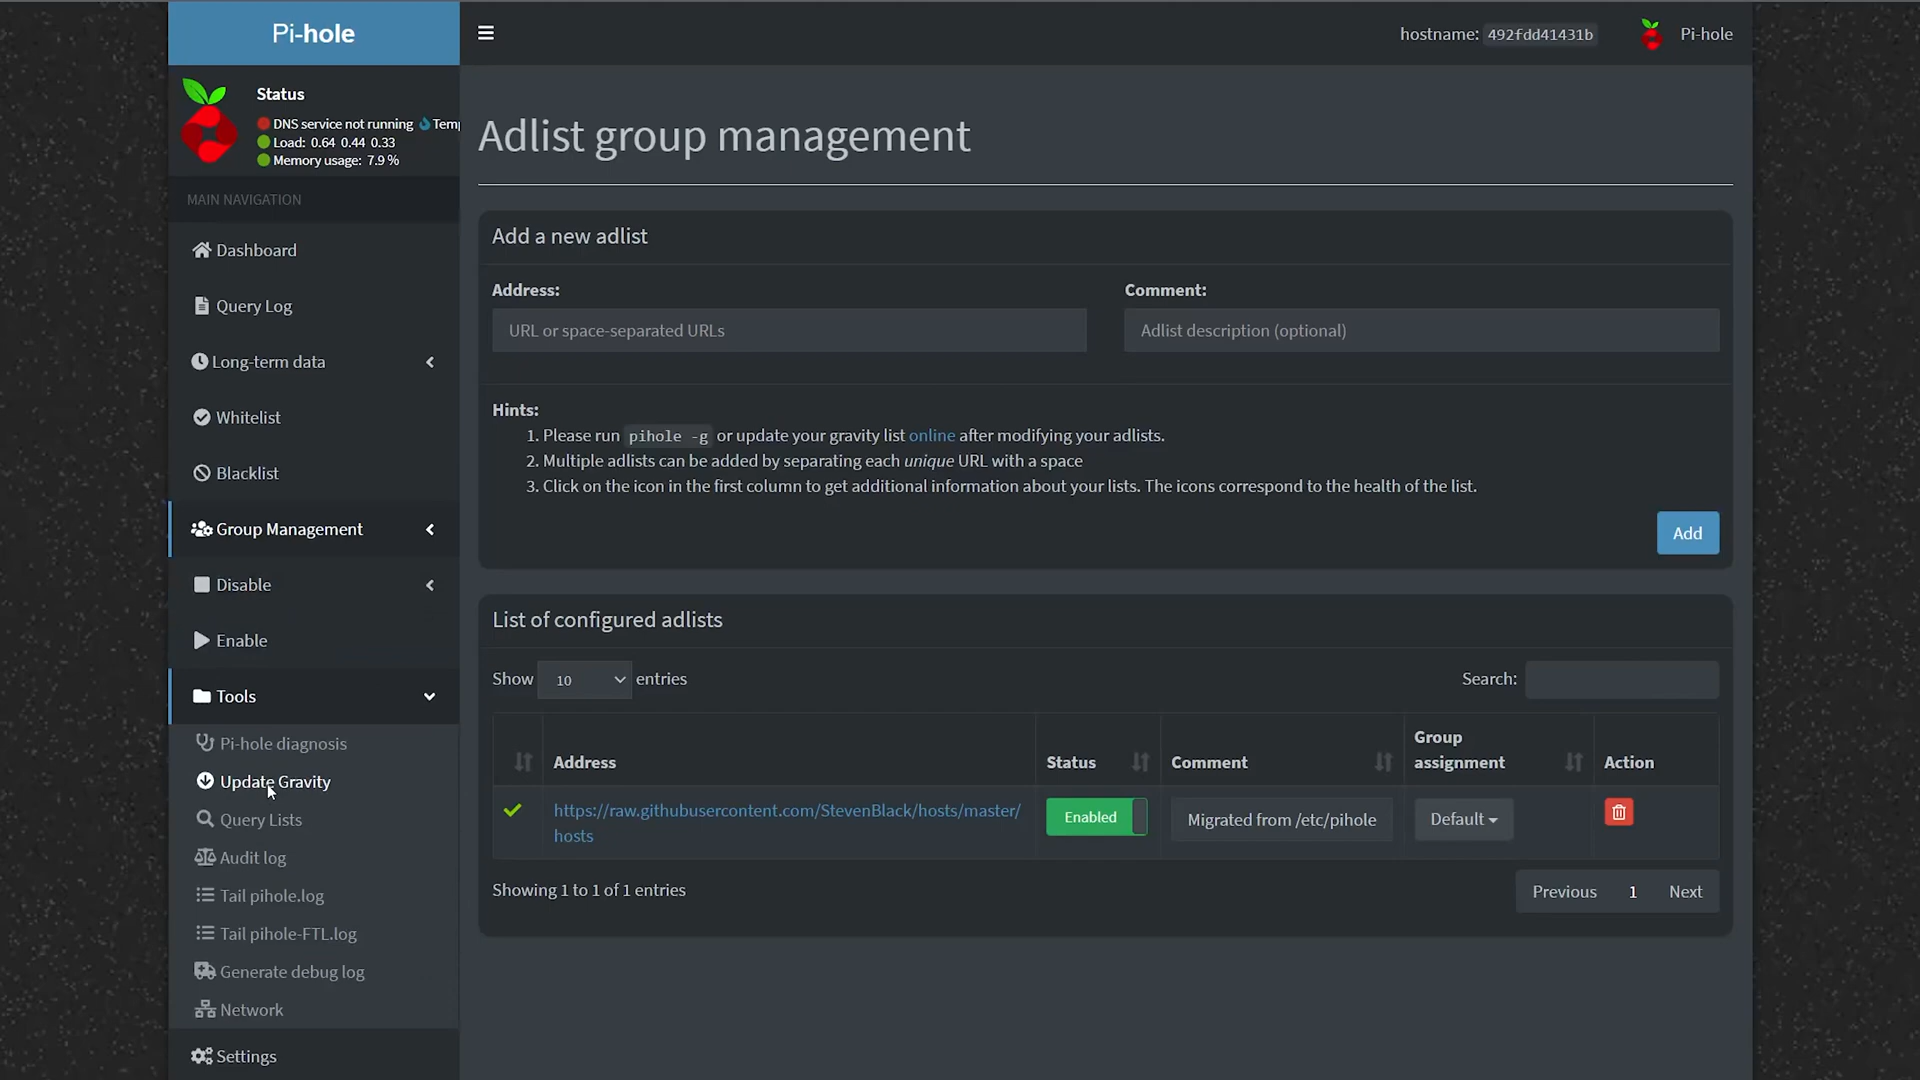 Pi-hole
hostname: 492fdd41431b
Pi-hole
Status
DNS service not running
Load: 0.64 0.44 0.33
Memory usage: 7.9 %
MAIN NAVIGATION
Dashboard
Query Log
Long-term data
Whitelist
Blacklist
Group Management
Disable
Enable
Tools
Pi-hole diagnosis
Update Gravity
Query Lists
Audit log
Tail pihole.log
Tail pihole-FTL.log
Generate debug log
Network
Settings
Adlist group management
Add a new adlist
Address:
Comment:
URL or space-separated URLs
Adlist description (optional)
Hints:
1. Please run pihole -g or update your gravity list online after modifying your adlists.
2. Multiple adlists can be added by separating each unique URL with a space
3. Click on the icon in the first column to get additional information about your lists. The icons correspond to the health of the list.
Add
List of configured adlists
Show 10 entries
Search:
Address
Status
Comment
Group
assignment
Action
https://raw.githubusercontent.com/StevenBlack/hosts/master/
hosts
Enabled
Migrated from /etc/pihole
Default
Showing 1 to 1 of 1 entries
Previous 1 Next